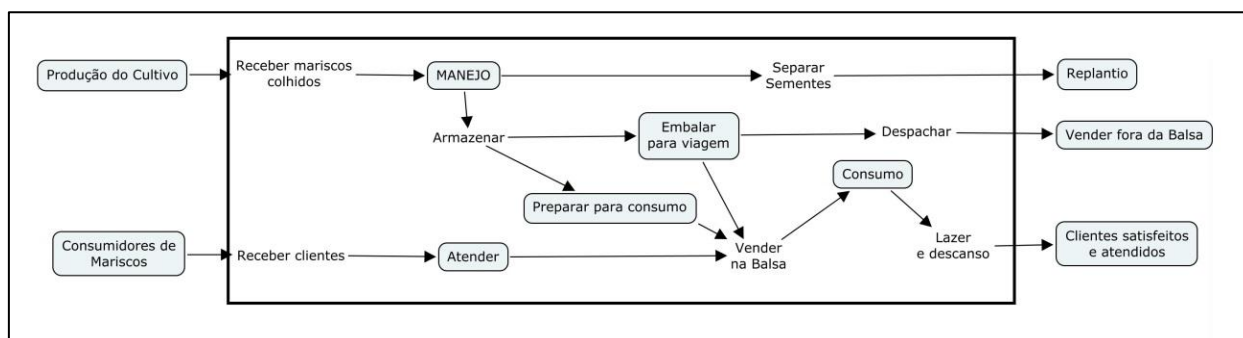 Produção do Cultivo
Receber mariscos
colhidos
MANEJO
Separar
Sementes
Replantio
Armazenar
Embalar
para viagem
Despachar
Vender fora da Balsa
Consumo
Preparar para consumo
Consumidores de
Mariscos
Receber clientes
Atender
Vender
na Balsa
Lazer
e descanso
Clientes satisfeitos
e atendidos